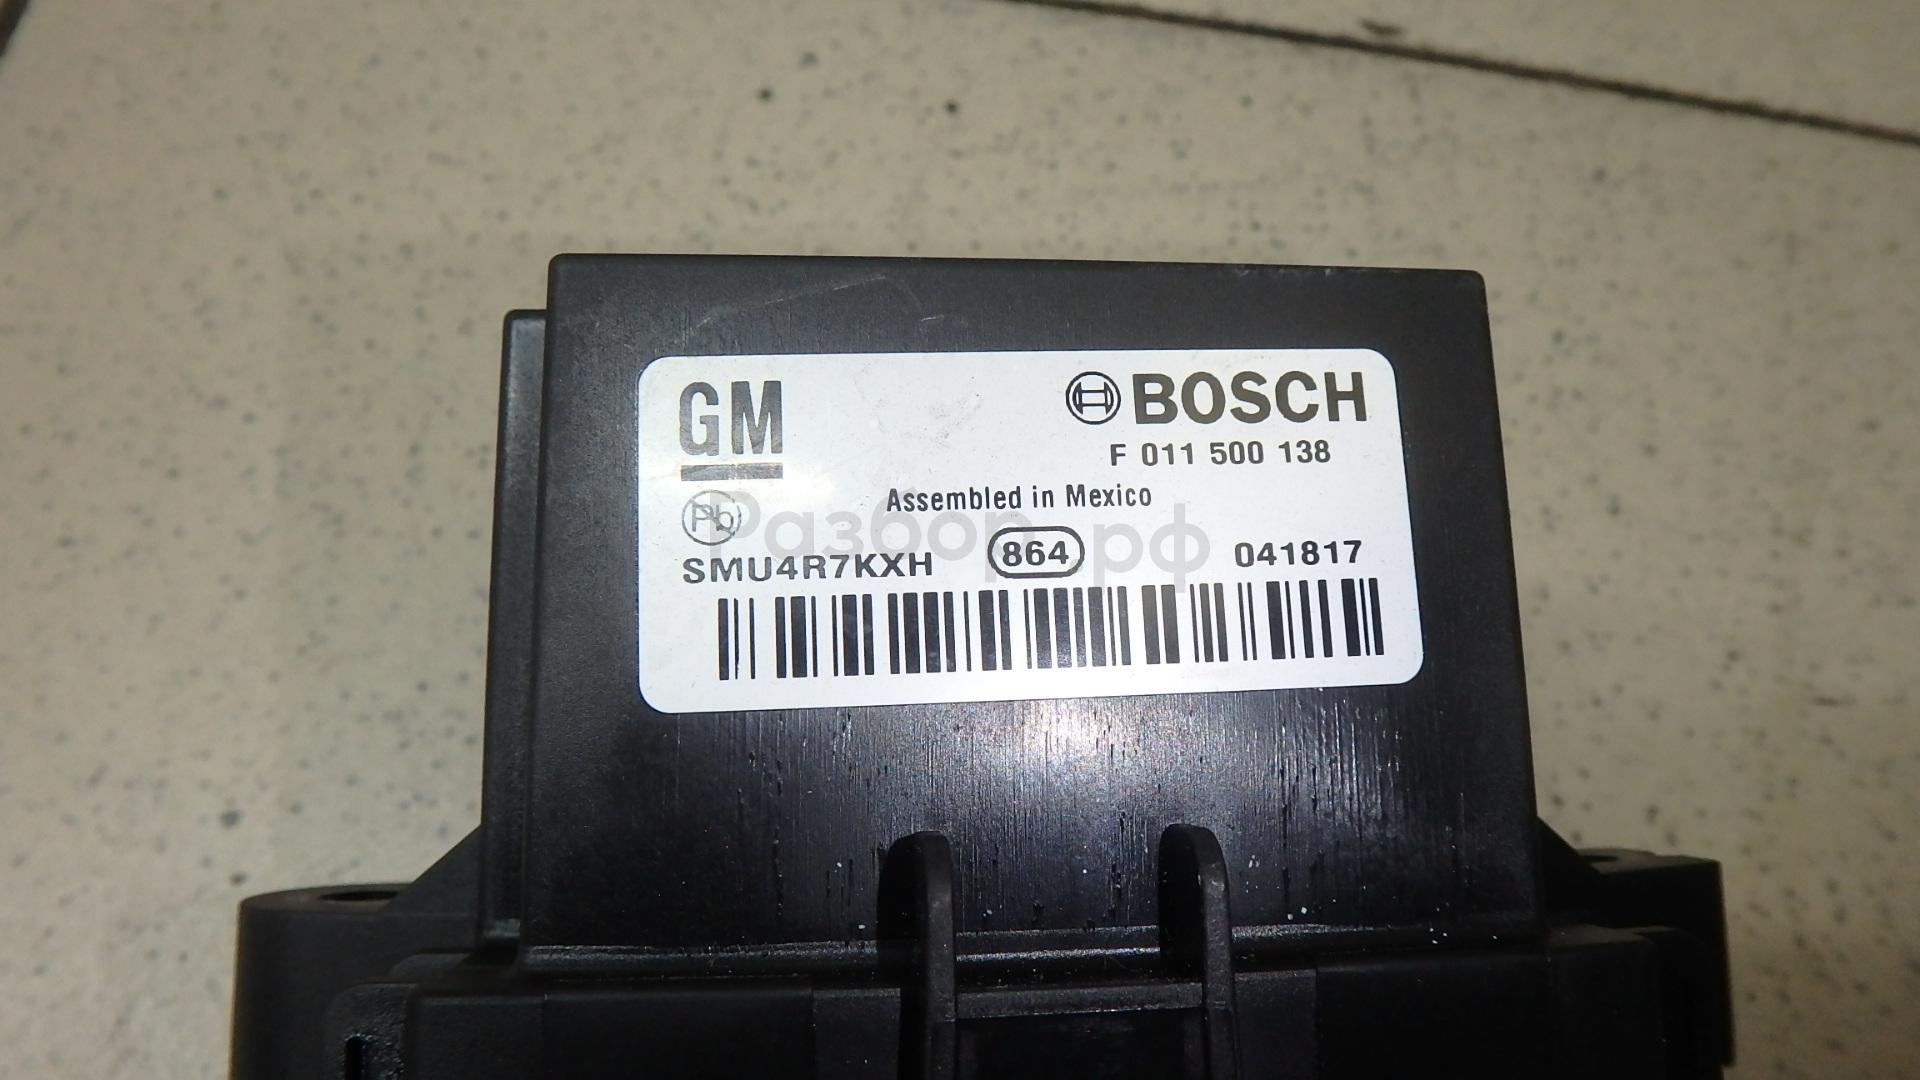 GM
BOSCH
F 011 500 138
Assembled in Mexico
Pb
Разбор.рф
SMU4R7KXH 864 041817